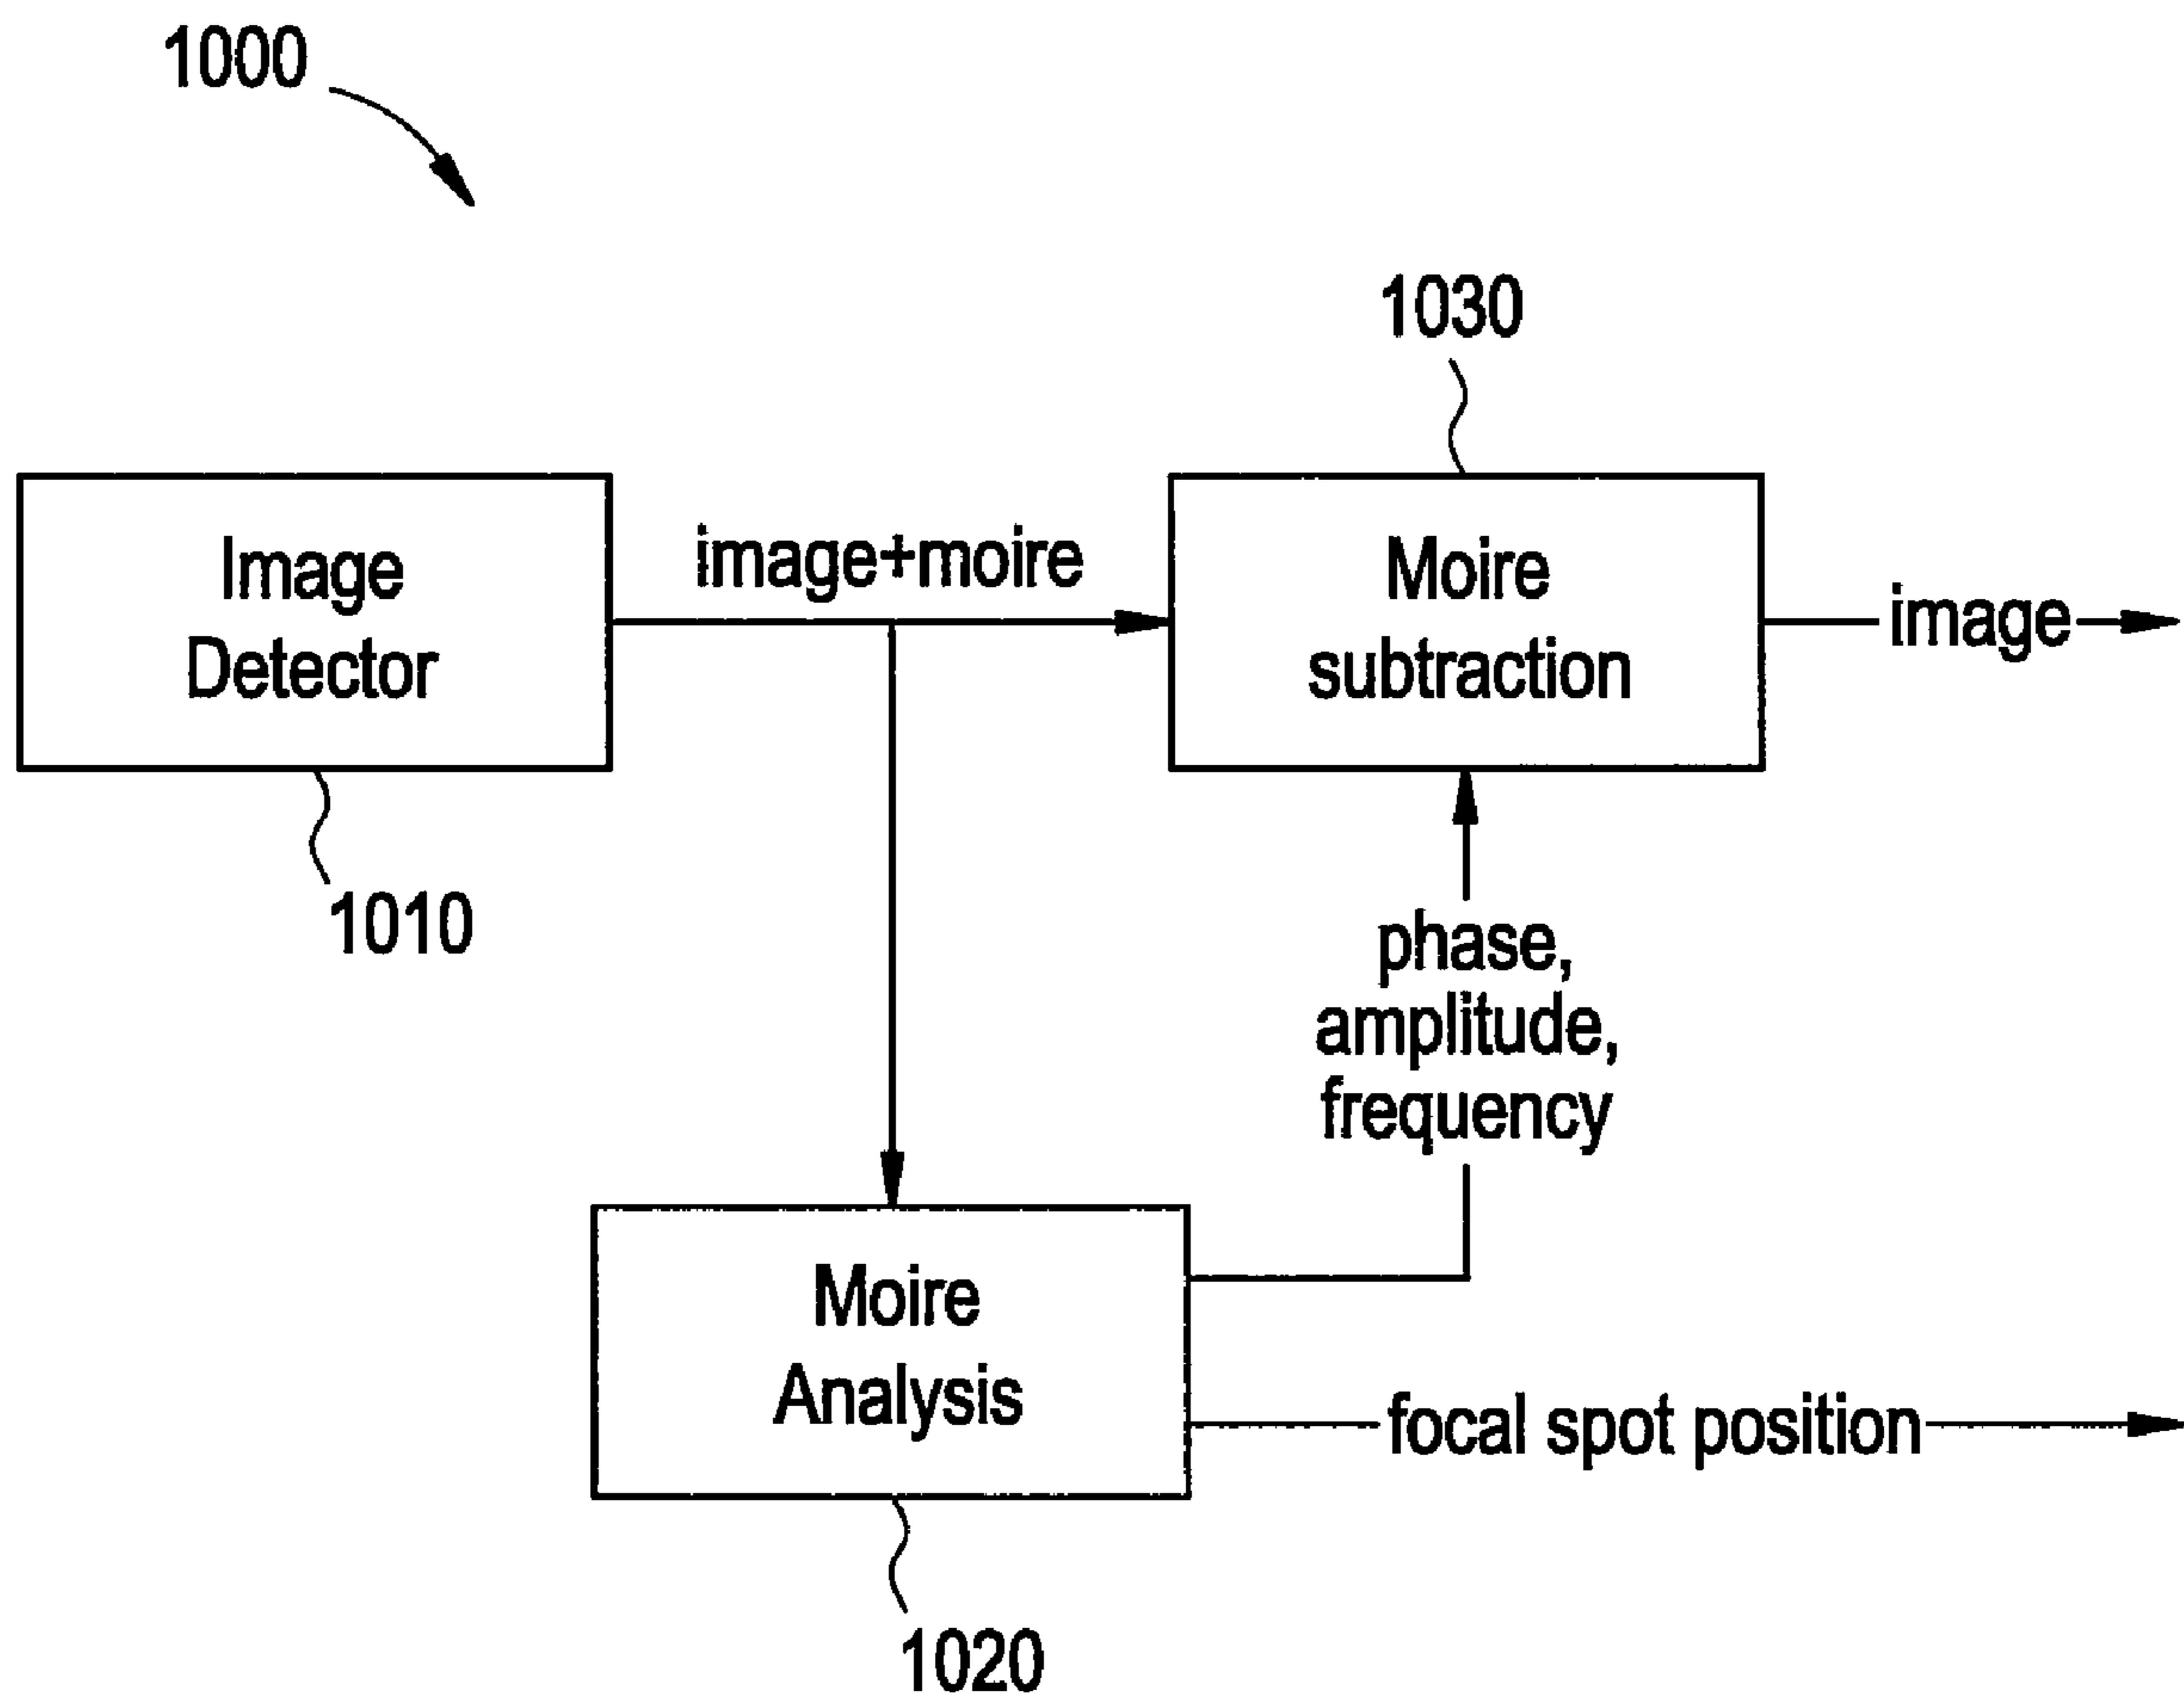 1000
1030
Image
Detector
image+moire
Moire
subtraction
image
1010
phase,
amplitude,
frequency
Moire
Analysis
focal spot position
1020